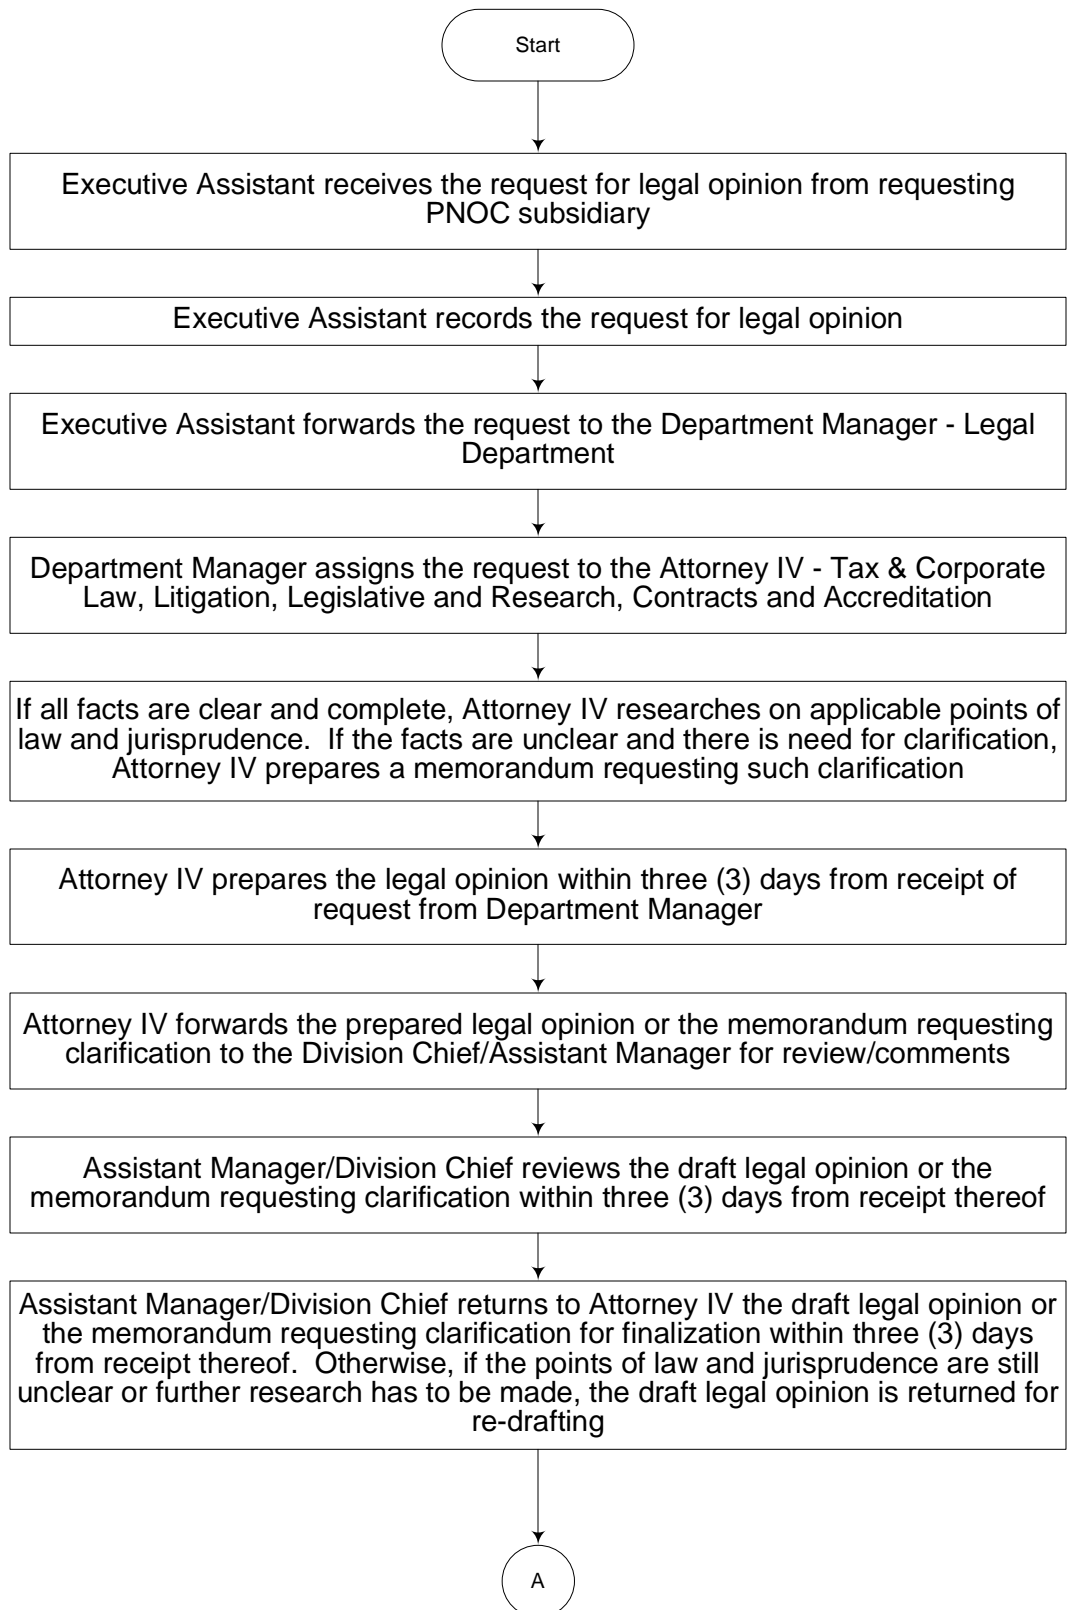 Start
Executive Assistant receives the request for legal opinion from requesting
PNOC subsidiary
Executive Assistant records the request for legal opinion
Executive Assistant forwards the request to the Department Manager - Legal
Department
Department Manager assigns the request to the Attorney IV - Tax & Corporate
Law, Litigation, Legislative and Research, Contracts and Accreditation
If all facts are clear and complete, Attorney IV researches on applicable points of
law and jurisprudence.  If the facts are unclear and there is need for clarification,
Attorney IV prepares a memorandum requesting such clarification
Attorney IV prepares the legal opinion within three (3) days from receipt of
request from Department Manager
Attorney IV forwards the prepared legal opinion or the memorandum requesting
clarification to the Division Chief/Assistant Manager for review/comments
Assistant Manager/Division Chief reviews the draft legal opinion or the
memorandum requesting clarification within three (3) days from receipt thereof
Assistant Manager/Division Chief returns to Attorney IV the draft legal opinion or
the memorandum requesting clarification for finalization within three (3) days
from receipt thereof.  Otherwise, if the points of law and jurisprudence are still
unclear or further research has to be made, the draft legal opinion is returned for
re-drafting
A